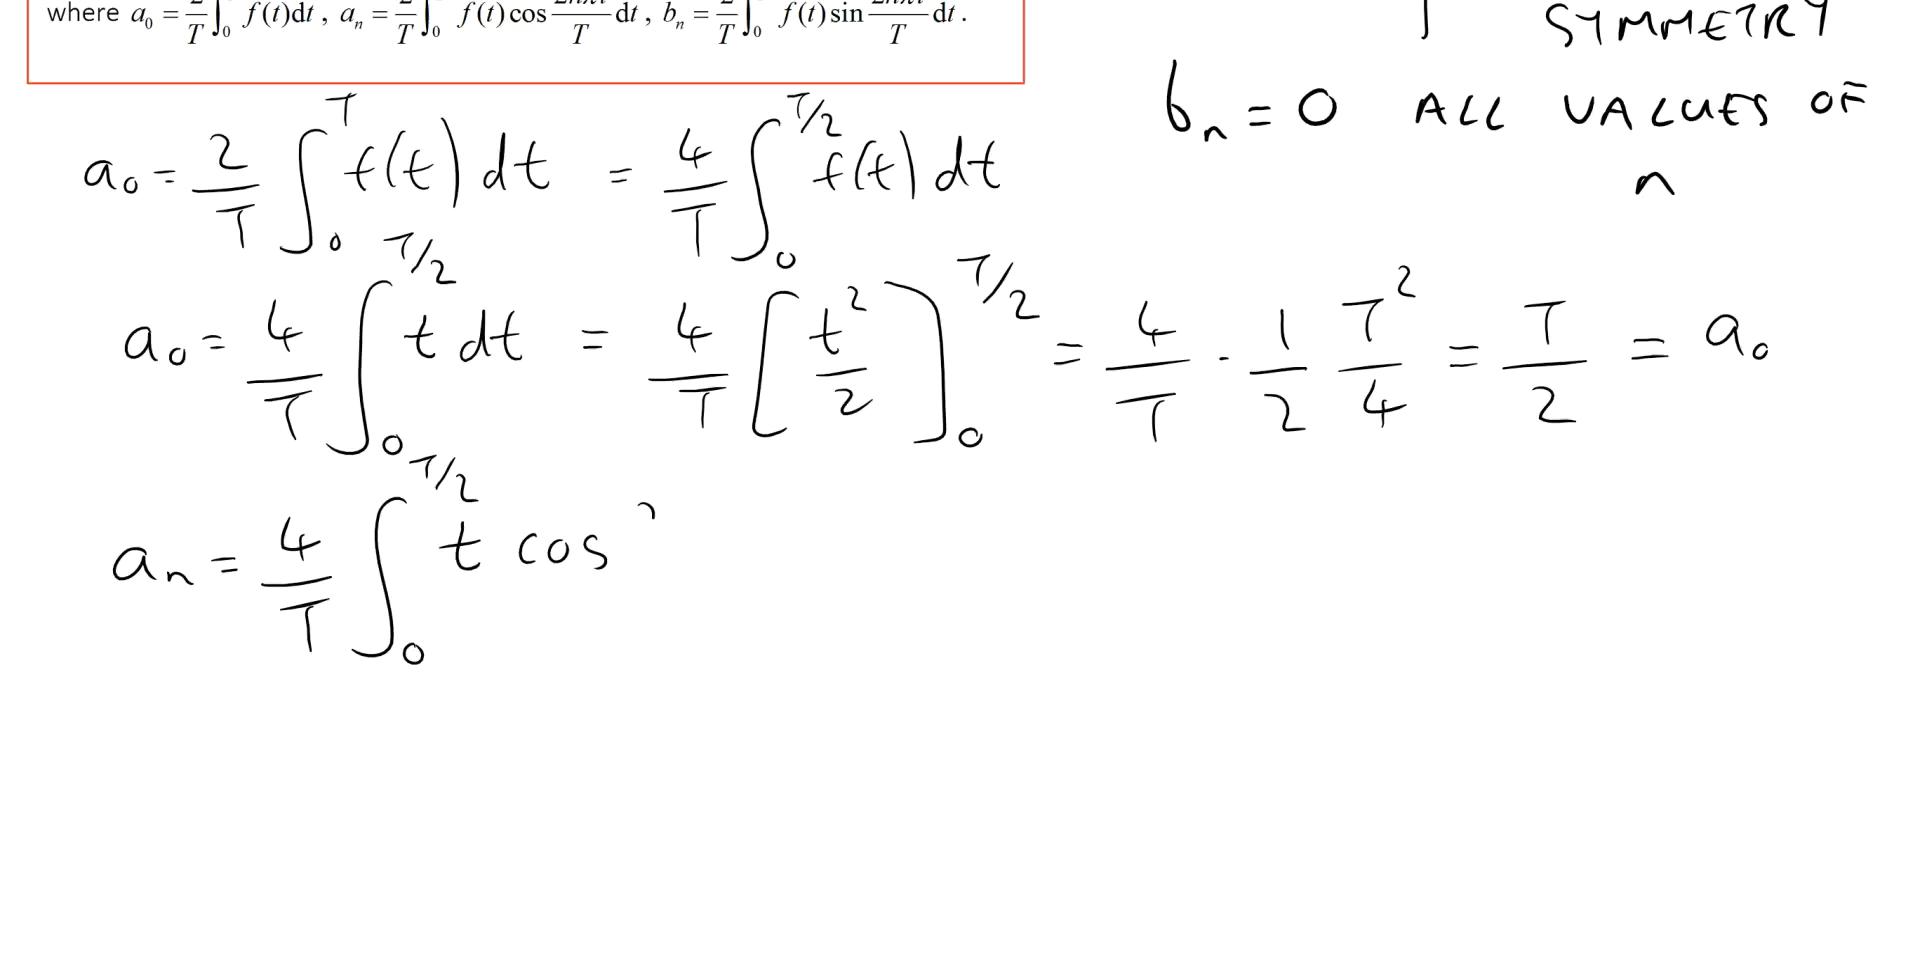 where a₀ = 2/T ∫₀ f(t)dt , aₙ = 2/T ∫₀ f(t) cos 2nπt/T dt , bₙ = 2/T ∫₀ f(t) sin 2nπt/T dt .
SYMMETRY
bₙ = 0 ALL VALUES OF
n
a₀ = 2/T ∫₀^T f(t) dt = 4/T ∫₀^(T/2) f(t) dt
a₀ = 4/T ∫₀^(T/2) t dt = 4/T [t²/2]₀^(T/2) = 4/T · 1/2 T²/4 = T/2 = a₀
aₙ = 4/T ∫₀^(T/2) t cos